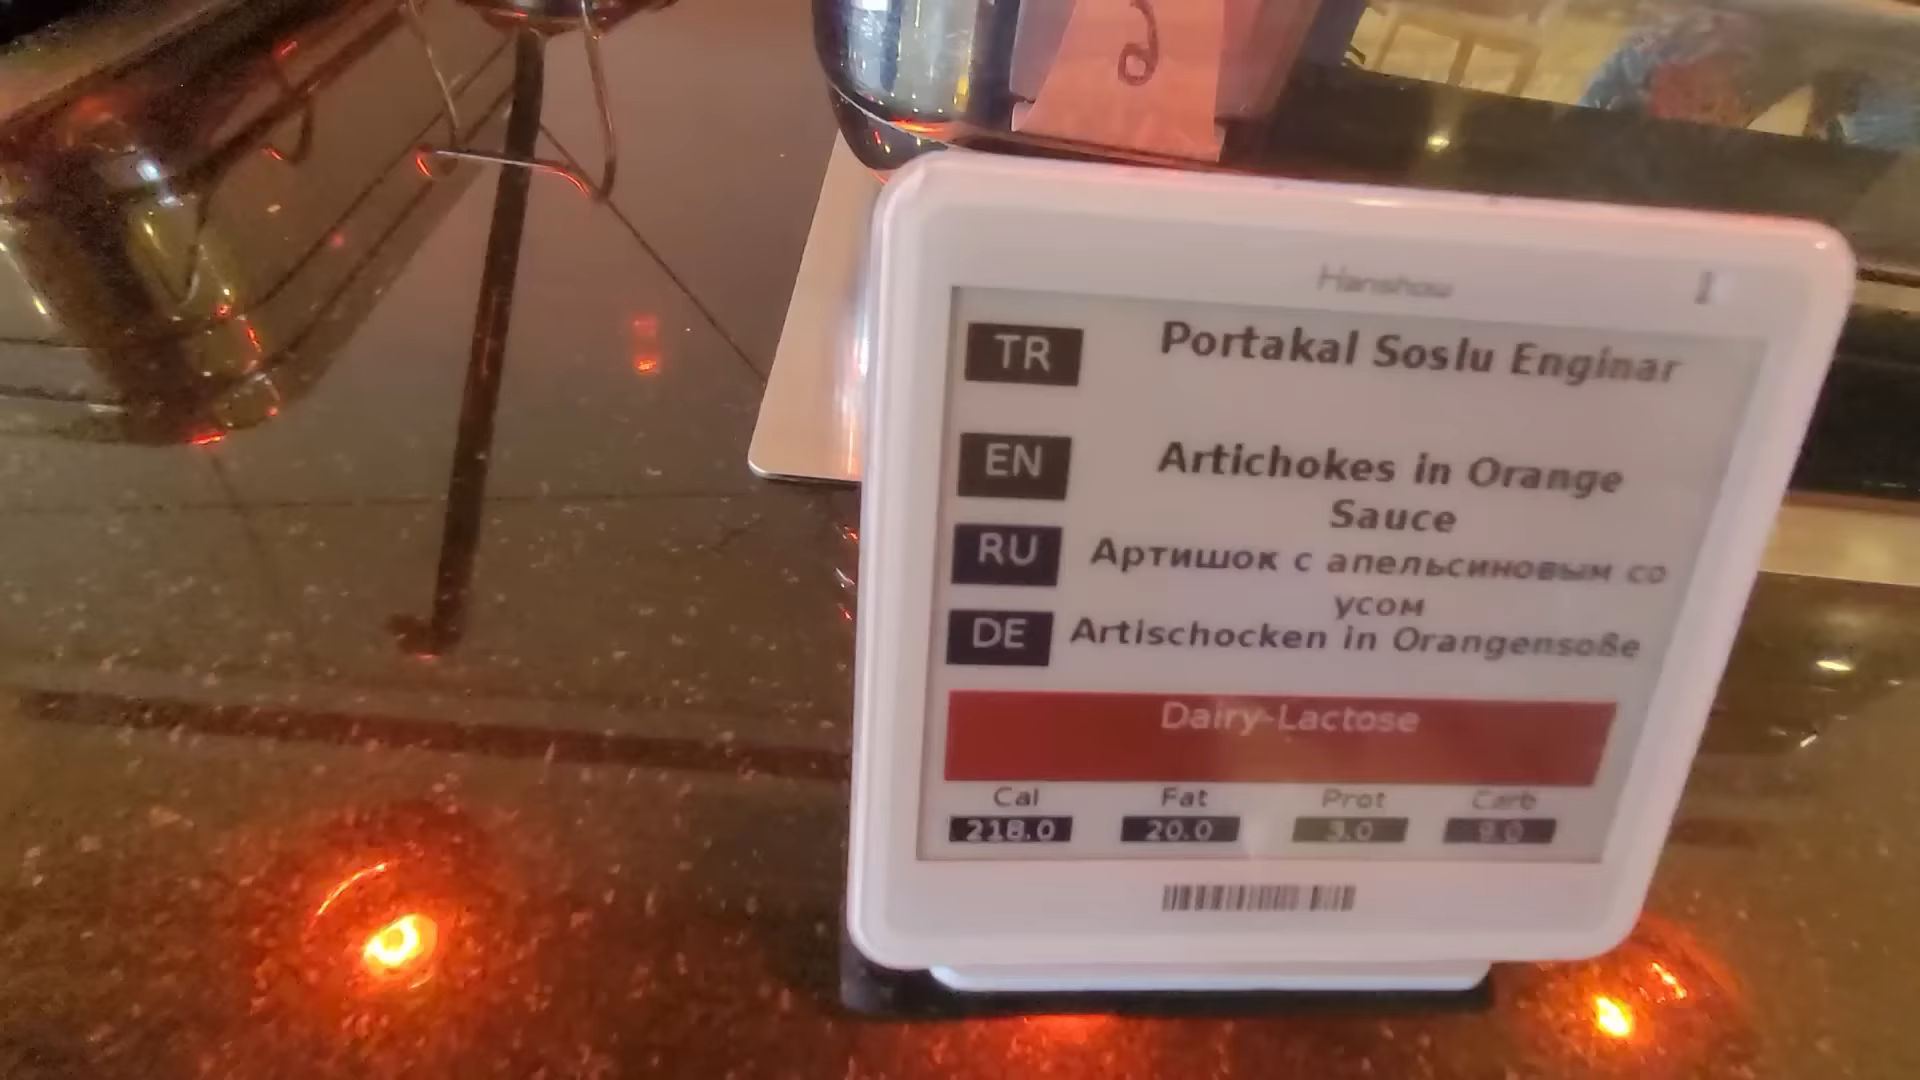 Hanshow
TR Portakal Soslu Enginar
EN Artichokes in Orange
Sauce
RU Артишок с апельсиновым со
усом
DE Artischocken in Orangensoße
Dairy-Lactose
Cal Fat Prot Carb
218.0 20.0 3.0 9.0